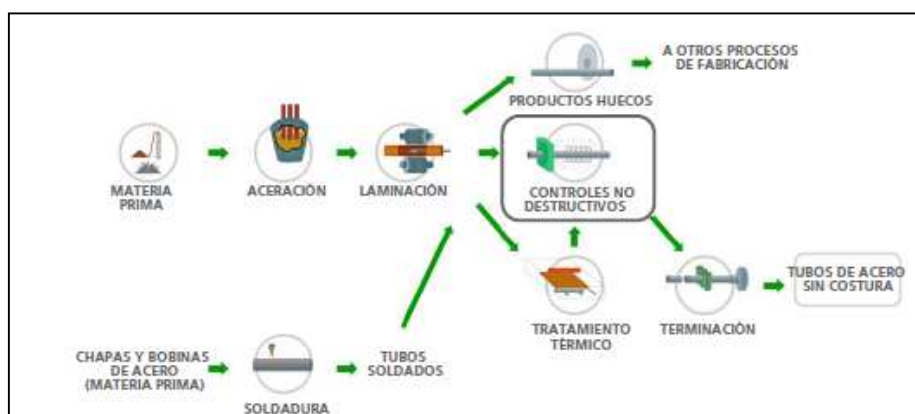 A OTROS PROCESOS
DE FABRICACIÓN
PRODUCTOS HUECOS
MATERIA
PRIMA
ACERACIÓN
LAMINACIÓN
CONTROLES NO
DESTRUCTIVOS
TUBOS DE ACERO
SIN COSTURA
TRATAMIENTO
TÉRMICO
TERMINACIÓN
CHAPAS Y BOBINAS
DE ACERO
(MATERIA PRIMA)
SOLDADURA
TUBOS
SOLDADOS